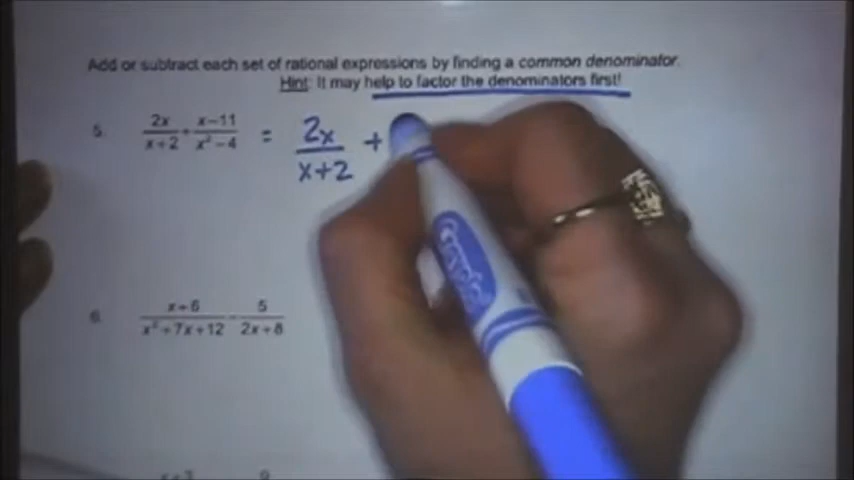 Add or subtract each set of rational expressions by finding a common denominator.
Hint: It may help to factor the denominators first!
5. 2x/(x+2) + (x-11)/(x²-4) = 2x/(x+2) +
Crayola
6. (x+6)/(x²+7x+12) - 5/(2x+8)
x+3 9